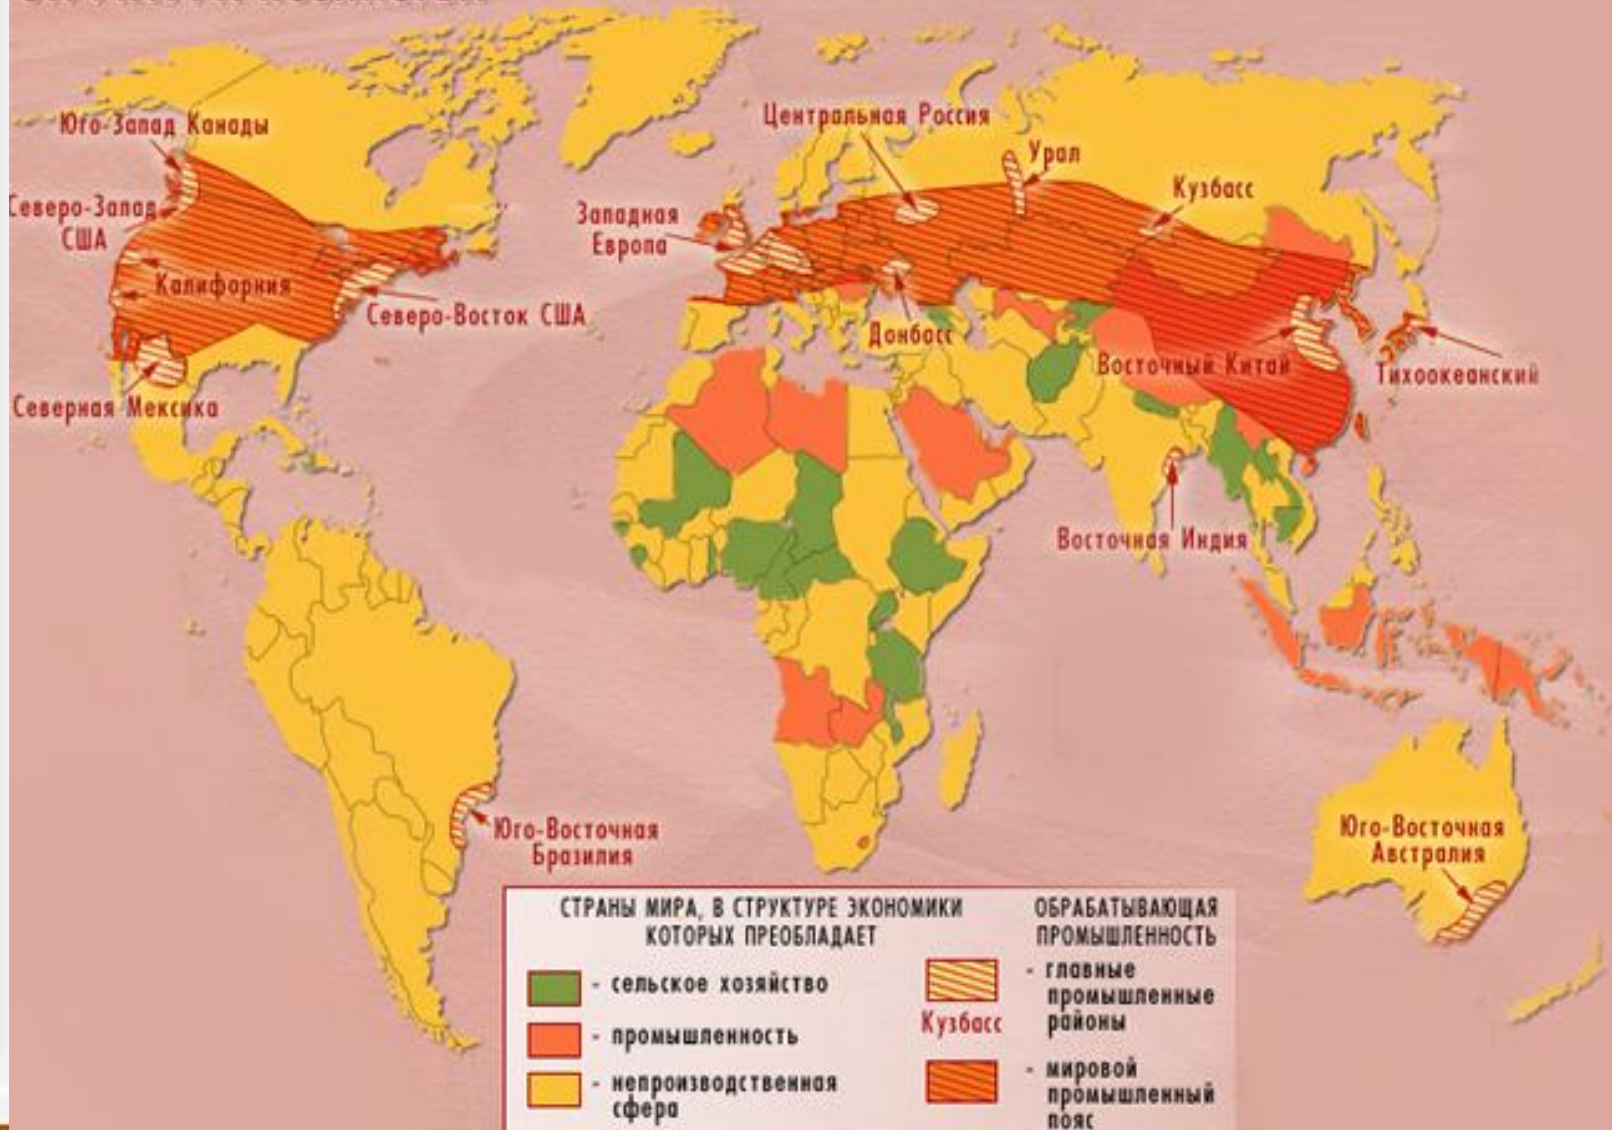 Юго-Запад Канады
Северо-Запад
США
Калифорния
Северо-Восток США
Северная Мексика
Центральная Россия
Урал
Кузбасс
Западная
Европа
Донбасс
Восточный Китай
Тихоокеанский
Восточная Индия
Юго-Восточная
Бразилия
Юго-Восточная
Австралия
СТРАНЫ МИРА, В СТРУКТУРЕ ЭКОНОМИКИ
КОТОРЫХ ПРЕОБЛАДАЕТ
- сельское хозяйство
- промышленность
- непроизводственная
сфера
ОБРАБАТЫВАЮЩАЯ
ПРОМЫШЛЕННОСТЬ
- главные
промышленные
районы
Кузбасс
- мировой
промышленный
пояс